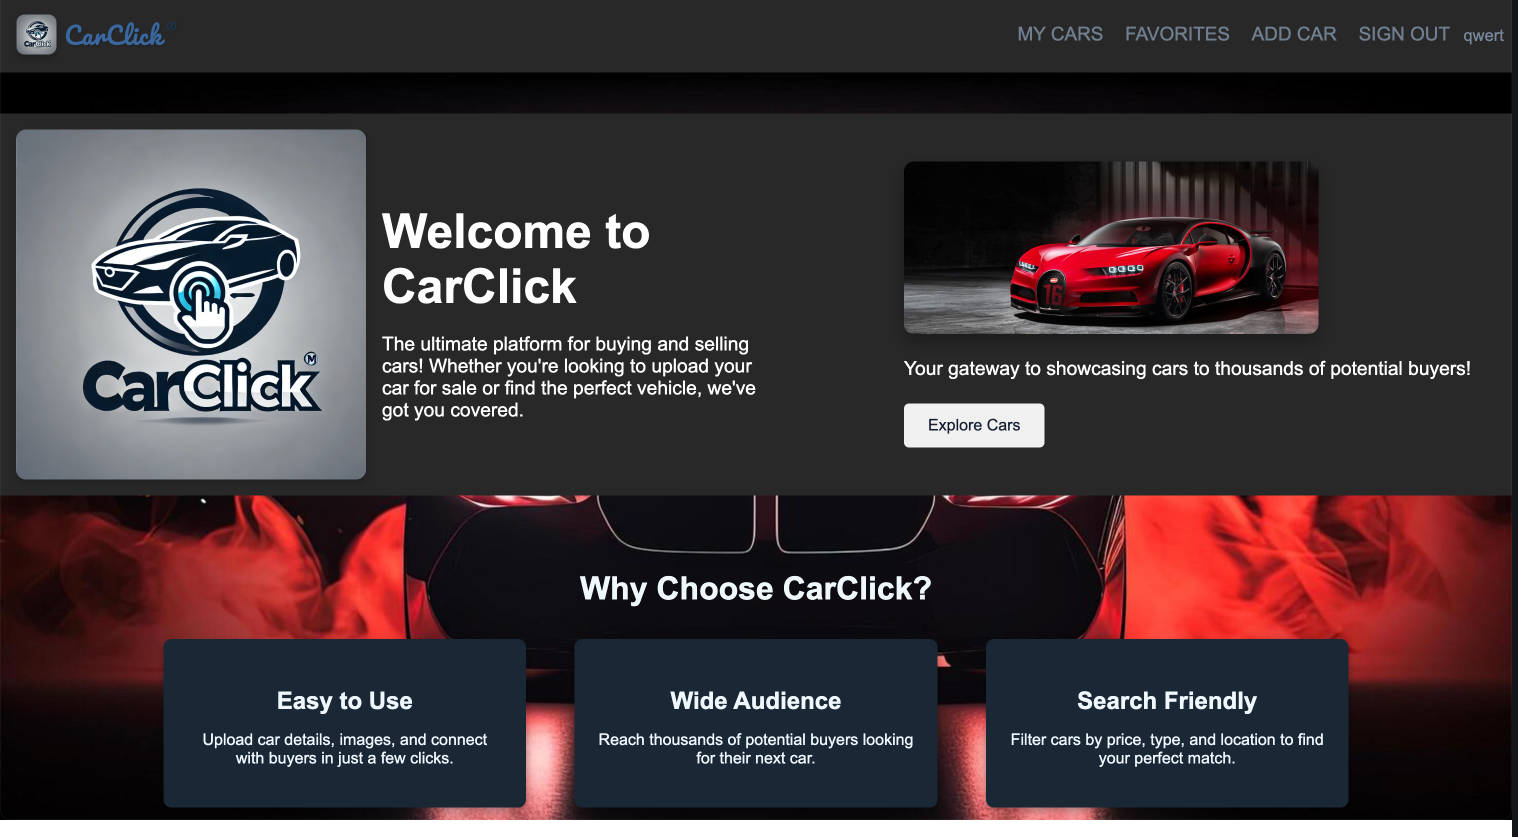 CarClick
CarClick
MY CARS FAVORITES ADD CAR SIGN OUT qwert
Welcome to
CarClick
The ultimate platform for buying and selling
cars! Whether you're looking to upload your
car for sale or find the perfect vehicle, we've
got you covered.
CarClick M
16
Your gateway to showcasing cars to thousands of potential buyers!
Explore Cars
Why Choose CarClick?
Easy to Use
Upload car details, images, and connect
with buyers in just a few clicks.
Wide Audience
Reach thousands of potential buyers looking
for their next car.
Search Friendly
Filter cars by price, type, and location to find
your perfect match.